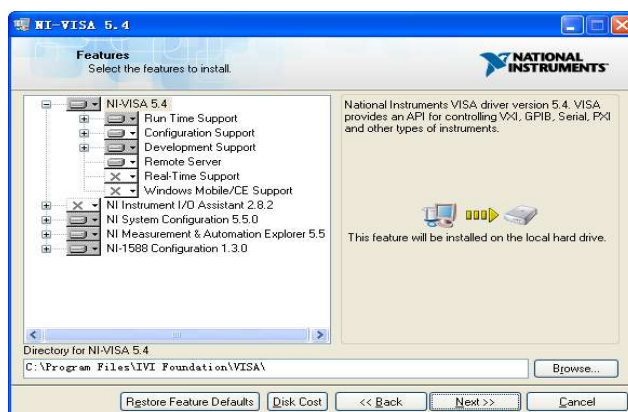 NI-VISA 5.4
Features
Select the features to install.
NATIONAL
INSTRUMENTS™
NI-VISA 5.4
Run Time Support
Configuration Support
Development Support
Remote Server
Real-Time Support
Windows Mobile/CE Support
NI Instrument I/O Assistant 2.8.2
NI System Configuration 5.5.0
NI Measurement & Automation Explorer 5.5
NI-1588 Configuration 1.3.0
National Instruments VISA driver version 5.4. VISA
provides an API for controlling VXI, GPIB, Serial, PXI
and other types of instruments.
This feature will be installed on the local hard drive.
Directory for NI-VISA 5.4
C:\Program Files\IVI Foundation\VISA\
Browse...
Restore Feature Defaults
Disk Cost
<< Back
Next >>
Cancel